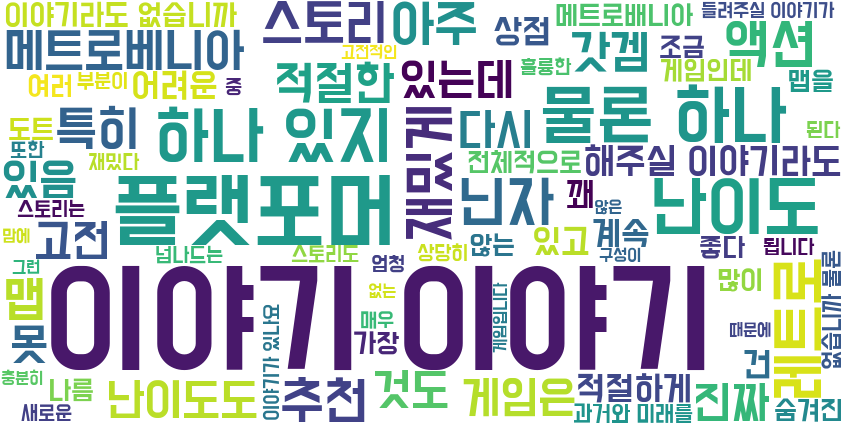 이야기라도 없습니까
스토리
아주
상점
메트로배니아
들려주실 이야기가
메트로베니아
고전적인
훌륭한
갓겜
조금
액션
여러
부분이
어려운
중
적절한
있는데
게임인데
맵을
도트
특히
하나 있지
재밌게
다시
물론 하나
된다
또한
재밌다
전체적으로
해주실 이야기라도
있음
플랫포머
닌자
꽤
않은
난이도
스토리는
맘에
고전
넘나드는
스토리도
상당히
않는
있고
계속
구성이
좋다
됩니다
그런
엄청
많이
맵
이야기 이야기
없는
게임입니다
레트로
없습니까 물론
못
이야기가 있나요
매우
가장
때문에
건
충분히
나름
난이도도
추천
것도
게임은
적절하게
진짜
숨겨진
새로운
과거와 미래를